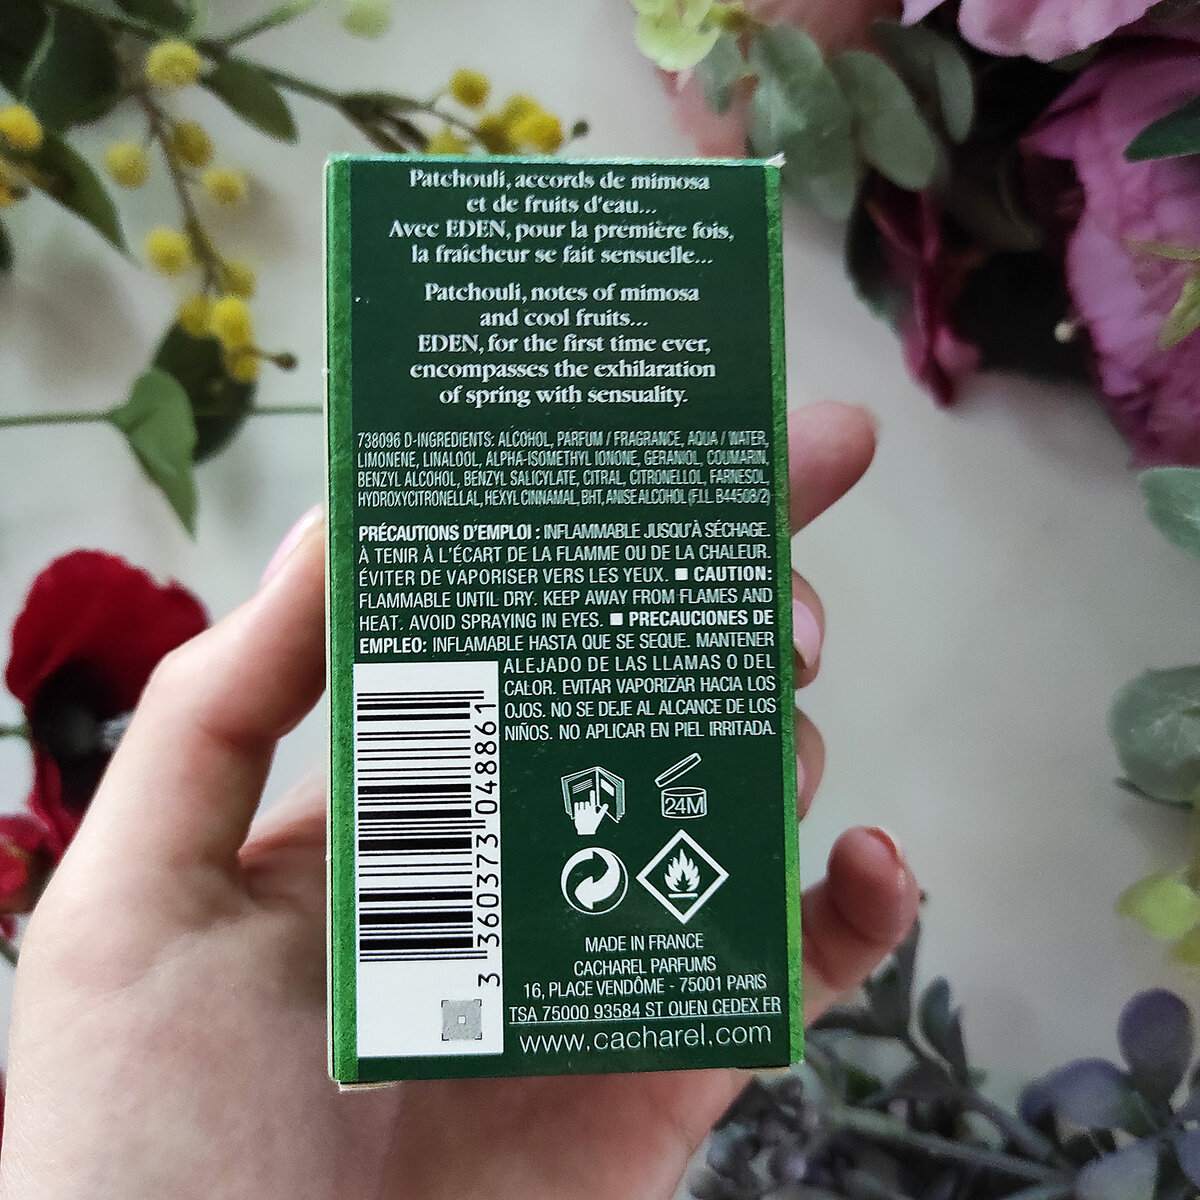 Patchouli, accords de mimosa
et de fruits d'eau...
Avec EDEN, pour la première fois,
la fraîcheur se fait sensuelle...
Patchouli, notes of mimosa
and cool fruits...
EDEN, for the first time ever,
encompasses the exhilaration
of spring with sensuality.
738096 D-INGREDIENTS: ALCOHOL, PARFUM / FRAGRANCE, AQUA / WATER,
LIMONENE, LINALOOL, ALPHA-ISOMETHYL IONONE, GERANIOL, COUMARIN,
BENZYL ALCOHOL, BENZYL SALICYLATE, CITRAL, CITRONELLOL, FARNESOL,
HYDROXYCITRONELLAL, HEXYL CINNAMAL, BHT, ANISE ALCOHOL (F.I.L. B44508/2)
PRÉCAUTIONS D'EMPLOI : INFLAMMABLE JUSQU'À SÉCHAGE.
À TENIR À L'ÉCART DE LA FLAMME OU DE LA CHALEUR.
ÉVITER DE VAPORISER VERS LES YEUX. ■ CAUTION:
FLAMMABLE UNTIL DRY. KEEP AWAY FROM FLAMES AND
HEAT. AVOID SPRAYING IN EYES. ■ PRECAUCIONES DE
EMPLEO: INFLAMABLE HASTA QUE SE SEQUE. MANTENER
ALEJADO DE LAS LLAMAS O DEL
CALOR. EVITAR VAPORIZAR HACIA LOS
OJOS. NO SE DEJE AL ALCANCE DE LOS
NIÑOS. NO APLICAR EN PIEL IRRITADA.
3 360373 048861
24M
MADE IN FRANCE
CACHAREL PARFUMS
16, PLACE VENDÔME - 75001 PARIS
TSA 75000 93584 ST OUEN CEDEX FR
www.cacharel.com